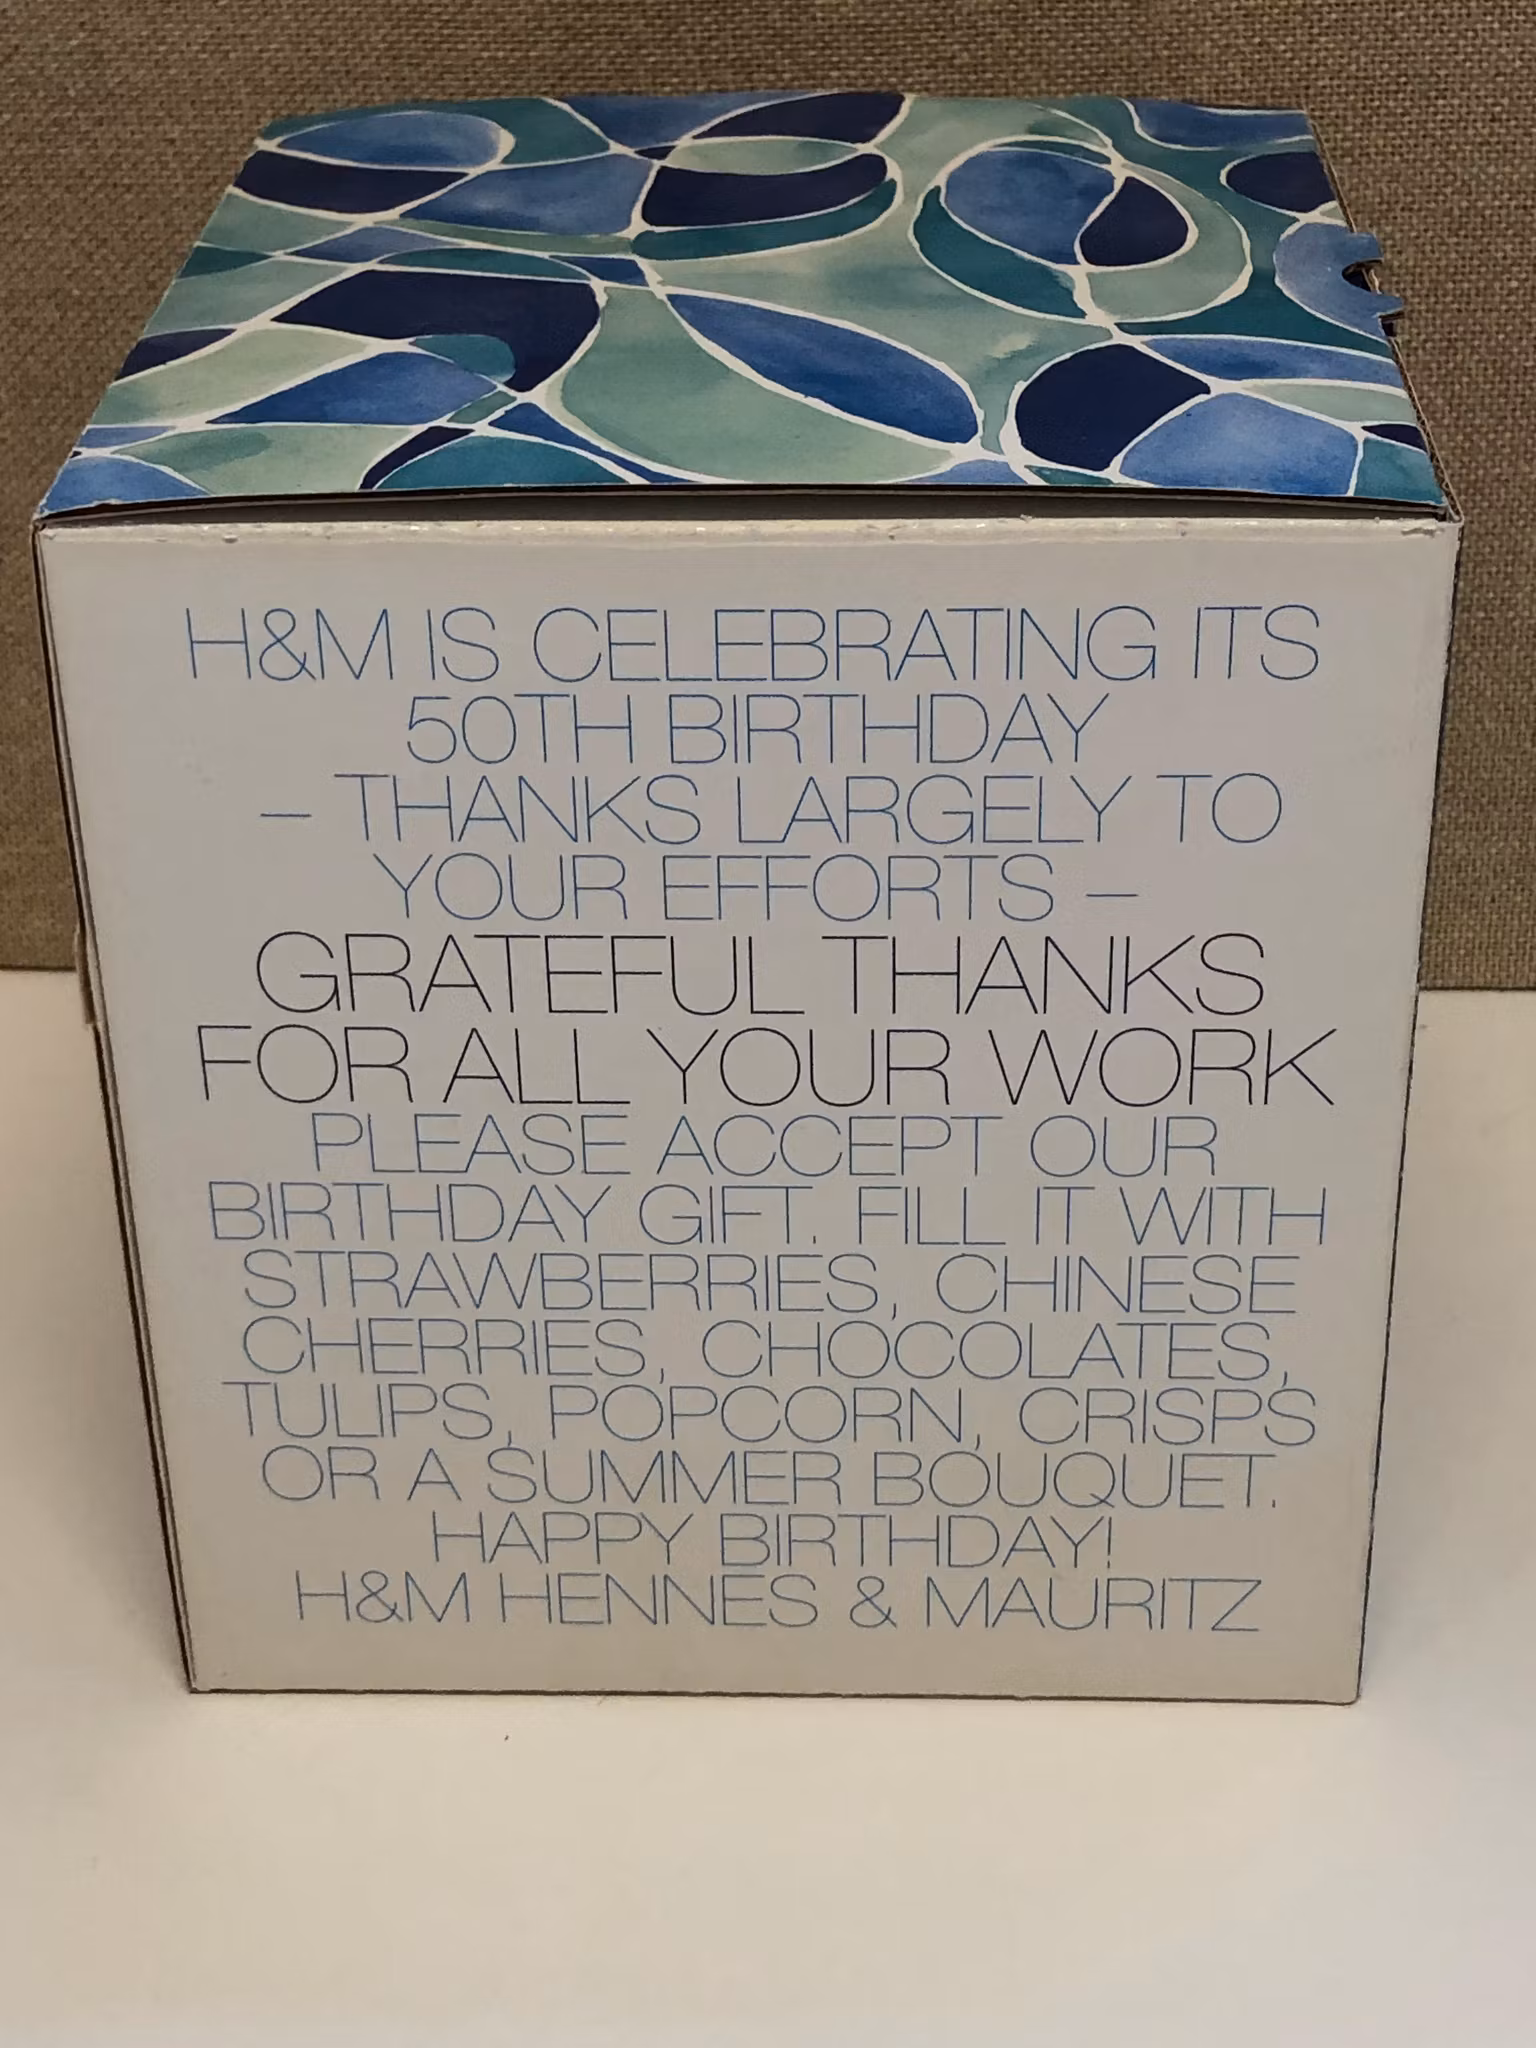 H&M IS CELEBRATING ITS
50TH BIRTHDAY
– THANKS LARGELY TO
YOUR EFFORTS –
GRATEFUL THANKS
FOR ALL YOUR WORK
PLEASE ACCEPT OUR
BIRTHDAY GIFT. FILL IT WITH
STRAWBERRIES, CHINESE
CHERRIES, CHOCOLATES,
TULIPS, POPCORN, CRISPS
OR A SUMMER BOUQUET.
HAPPY BIRTHDAY!
H&M HENNES & MAURITZ